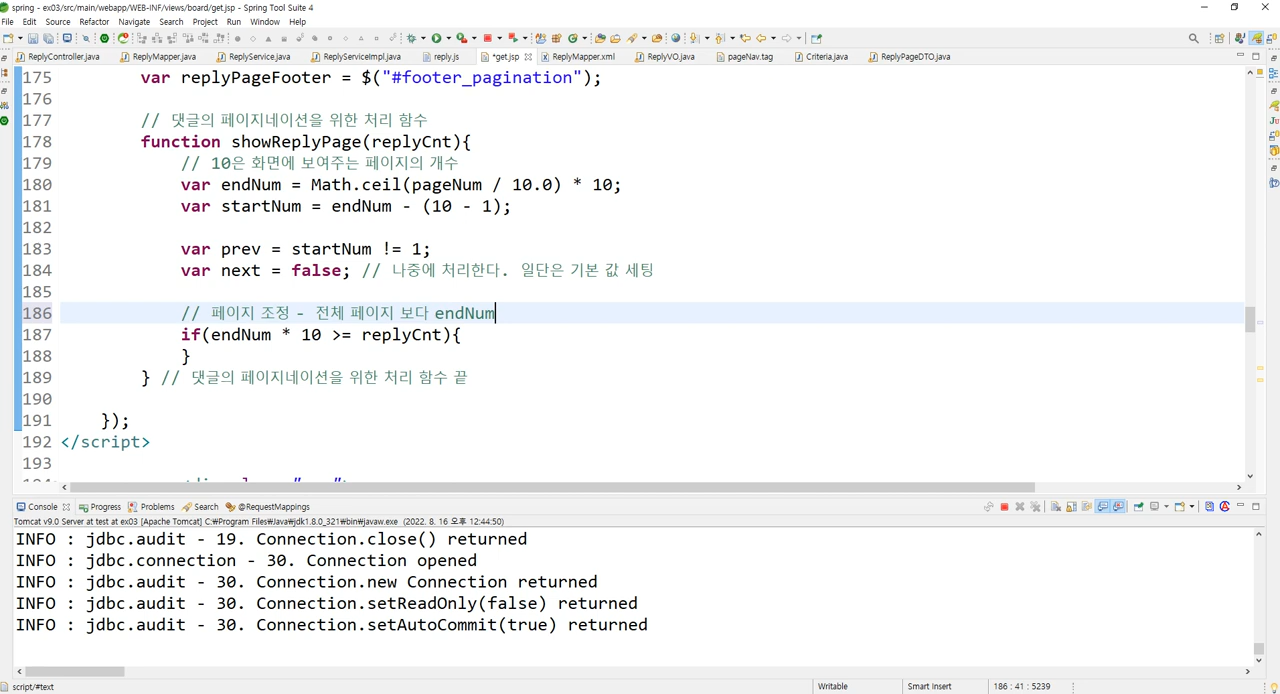 spring - ex03/src/main/webapp/WEB-INF/views/board/get.jsp - Spring Tool Suite 4
File Edit Source Refactor Navigate Search Project Run Window Help
ReplyController.java ReplyMapper.java ReplyService.java ReplyServiceImpl.java reply.js *get.jsp ReplyMapper.xml ReplyVO.java pageNav.tag Criteria.java ReplyPageDTO.java
175 var replyPageFooter = $("#footer_pagination");
176
177 // 댓글의 페이지네이션을 위한 처리 함수
178 function showReplyPage(replyCnt){
179 // 10은 화면에 보여주는 페이지의 개수
180 var endNum = Math.ceil(pageNum / 10.0) * 10;
181 var startNum = endNum - (10 - 1);
182
183 var prev = startNum != 1;
184 var next = false; // 나중에 처리한다. 일단은 기본 값 세팅
185
186 // 페이지 조정 - 전체 페이지 보다 endNum
187 if(endNum * 10 >= replyCnt){
188 }
189 } // 댓글의 페이지네이션을 위한 처리 함수 끝
190
191 });
192 </script>
193
Console Progress Problems Search @RequestMappings
Tomcat v9.0 Server at test at ex03 [Apache Tomcat] C:₩Program Files₩Java₩jdk1.8.0_321₩bin₩javaw.exe (2022. 8. 16 오후 12:44:50)
INFO : jdbc.audit - 19. Connection.close() returned
INFO : jdbc.connection - 30. Connection opened
INFO : jdbc.audit - 30. Connection.new Connection returned
INFO : jdbc.audit - 30. Connection.setReadOnly(false) returned
INFO : jdbc.audit - 30. Connection.setAutoCommit(true) returned
script/#text Writable Smart Insert 186 : 41 : 5239